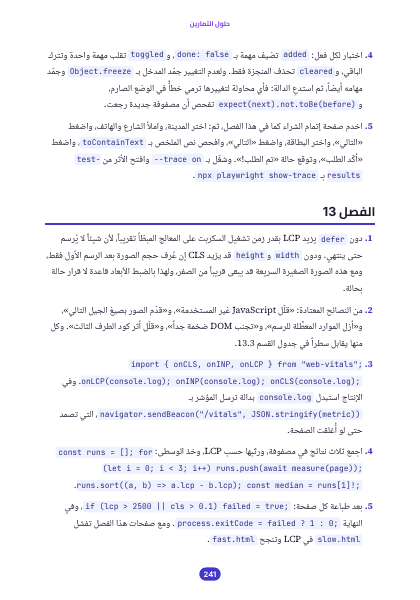 حلول التمارين
4. اختبار لكل فعل: added تضيف مهمة بـ done: false، و toggled تقلب مهمة واحدة وتترك
الباقي، و cleared تحذف المنجزة فقط. ولعدم التغيير جمّد المدخل بـ Object.freeze وجمّد
مهامه أيضاً، ثم استدعِ الدالة: فأي محاولة لتغييرها ترمي خطأً في الوضع الصارم،
و expect(next).not.toBe(before) تفحص أن مصفوفة جديدة رجعت.
5. اخدم صفحة إتمام الشراء كما في هذا الفصل، ثم: اختر المدينة، واملأ الشارع والهاتف، واضغط
«التالي»، واختر البطاقة، واضغط «التالي»، وافحص نص الملخص بـ toContainText، واضغط
«أكّد الطلب»، وتوقع حالة «تم الطلب!». وشغّل بـ --trace on وافتح الأثر من test-
results بـ npx playwright show-trace.
الفصل 13
1. دون defer يزيد LCP بقدر زمن تشغيل السكربت على المعالج المبطّأ تقريباً، لأن شيئاً لا يُرسم
حتى ينتهي. ودون width و height قد يزيد CLS إن عُرف حجم الصورة بعد الرسم الأول فقط،
ومع هذه الصورة الصغيرة السريعة قد يبقى قريباً من الصفر، ولهذا بالضبط الأبعاد قاعدة لا قرار حالة
بحالة.
2. من النصائح المعتادة: «قلّل JavaScript غير المستخدمة»، و«قدّم الصور بصيغ الجيل التالي»،
و«أزل الموارد المعطّلة للرسم»، و«تجنب DOM ضخمة جداً»، و«قلّل أثر كود الطرف الثالث». وكل
منها يقابل سطراً في جدول القسم 13.3.
3. import { onCLS, onINP, onLCP } from "web-vitals";
onLCP(console.log); onINP(console.log); onCLS(console.log);. وفي
الإنتاج استبدل console.log بدالة ترسل المؤشر بـ
navigator.sendBeacon("/vitals", JSON.stringify(metric))، التي تصمد
حتى لو أُغلقت الصفحة.
4. اجمع ثلاث نتائج في مصفوفة، ورتّبها حسب LCP، وخذ الوسطى: const runs = []; for
(let i = 0; i < 3; i++) runs.push(await measure(page));
runs.sort((a, b) => a.lcp - b.lcp); const median = runs[1]!;.
5. بعد طباعة كل صفحة: if (lcp > 2500 || cls > 0.1) failed = true;، وفي
النهاية process.exitCode = failed ? 1 : 0;. ومع صفحات هذا الفصل تفشل
slow.html في LCP وتنجح fast.html.
241